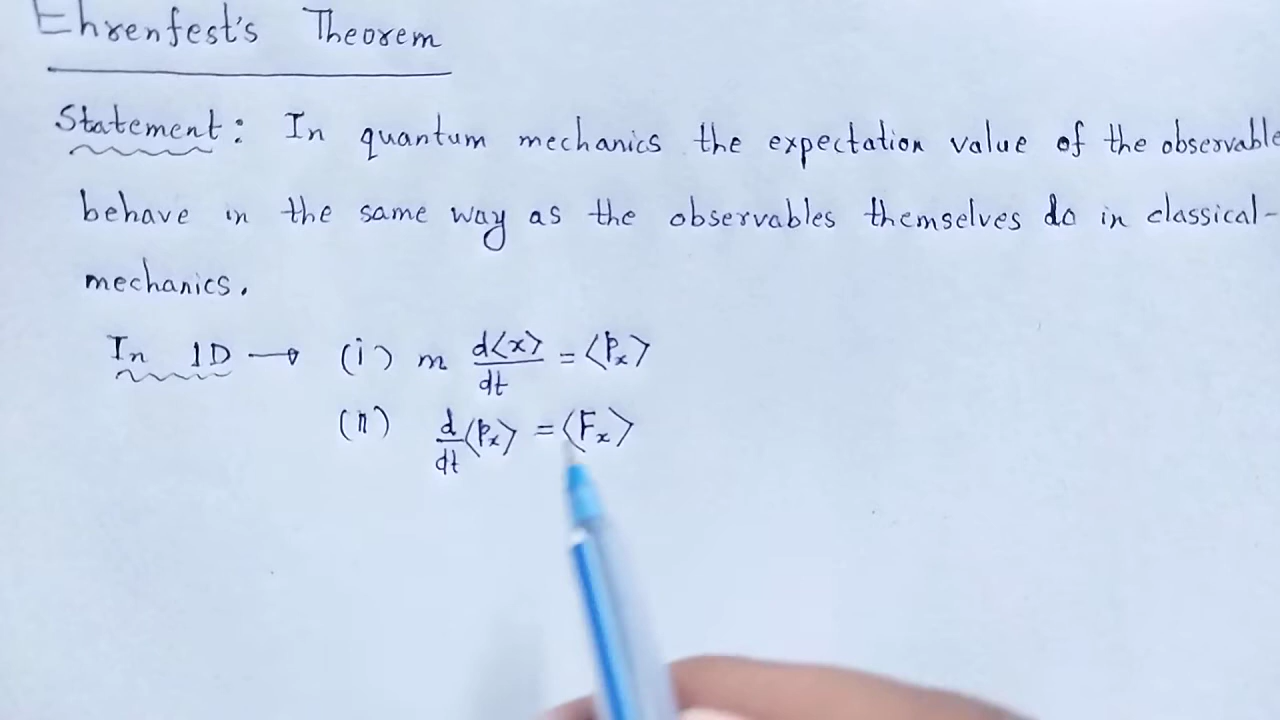 Ehrenfest's Theorem
Statement: In quantum mechanics the expectation value of the observable
behave in the same way as the observables themselves do in classical-
mechanics.
In 1D → (i) m d⟨x⟩/dt = ⟨Px⟩
(ii) d/dt ⟨Px⟩ = ⟨Fx⟩